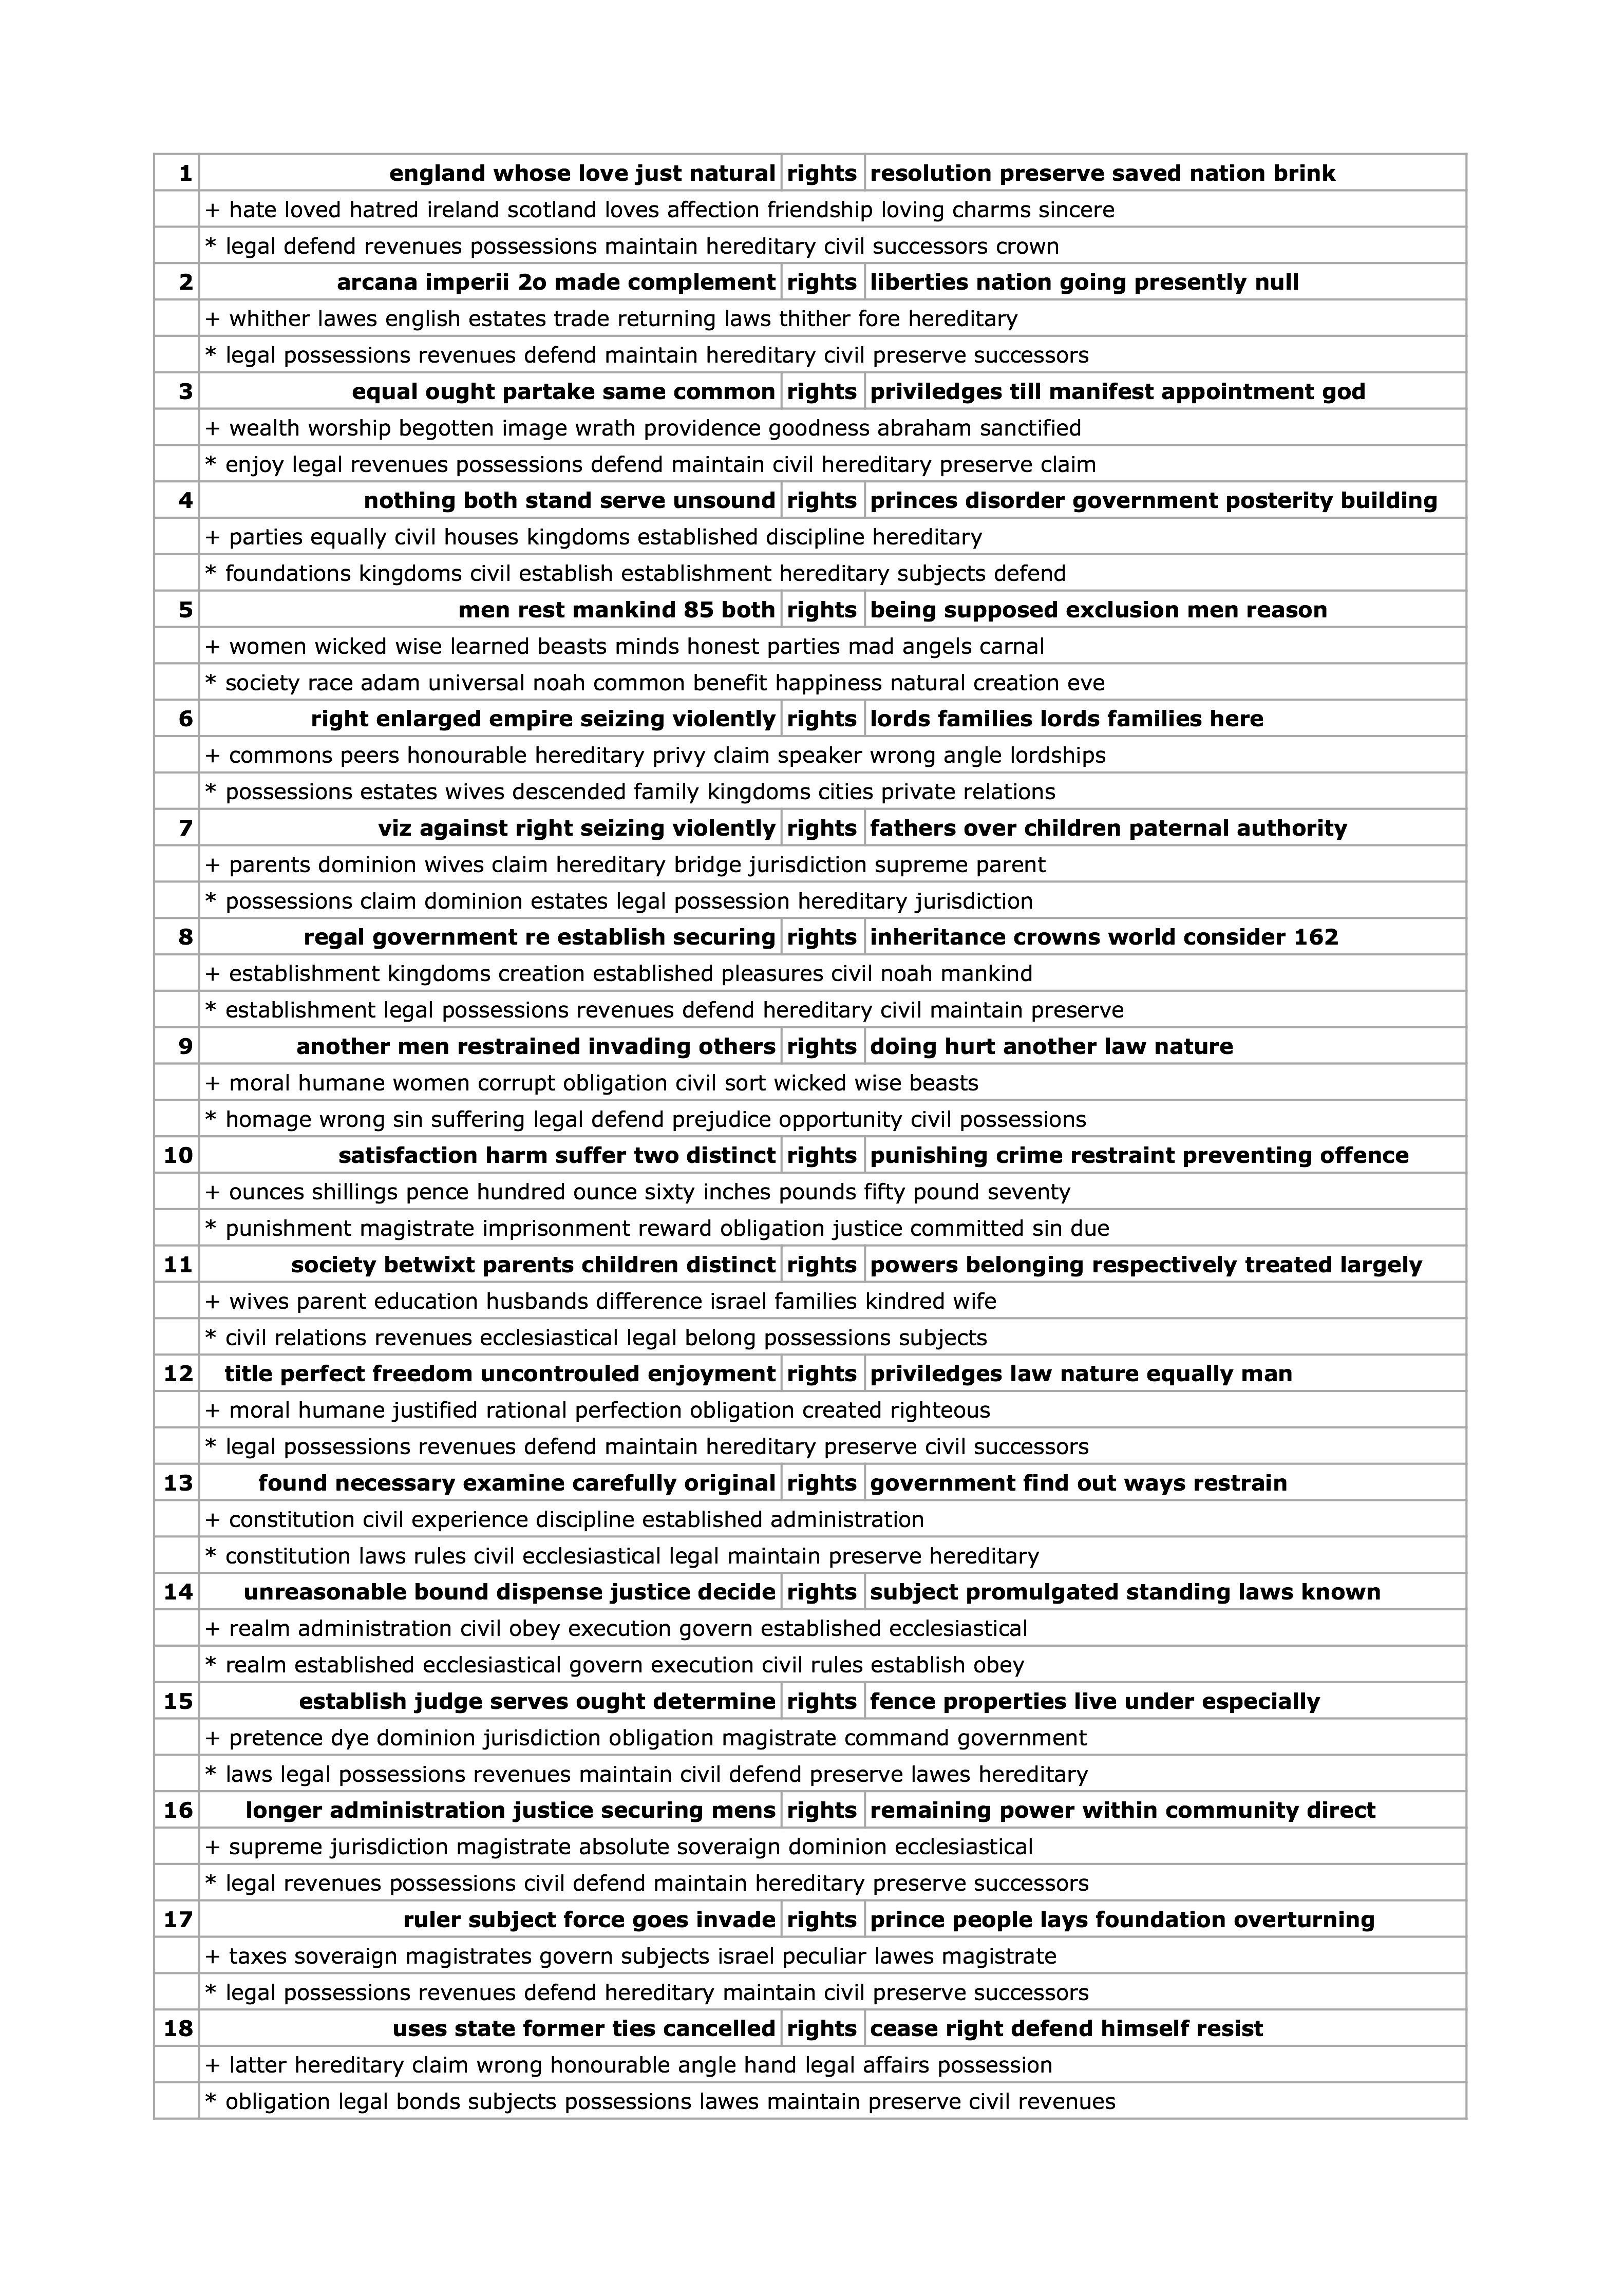 1 england whose love just natural rights resolution preserve saved nation brink
+ hate loved hatred ireland scotland loves affection friendship loving charms sincere
* legal defend revenues possessions maintain hereditary civil successors crown
2 arcana imperii 2o made complement rights liberties nation going presently null
+ whither lawes english estates trade returning laws thither fore hereditary
* legal possessions revenues defend maintain hereditary civil preserve successors
3 equal ought partake same common rights priviledges till manifest appointment god
+ wealth worship begotten image wrath providence goodness abraham sanctified
* enjoy legal revenues possessions defend maintain civil hereditary preserve claim
4 nothing both stand serve unsound rights princes disorder government posterity building
+ parties equally civil houses kingdoms established discipline hereditary
* foundations kingdoms civil establish establishment hereditary subjects defend
5 men rest mankind 85 both rights being supposed exclusion men reason
+ women wicked wise learned beasts minds honest parties mad angels carnal
* society race adam universal noah common benefit happiness natural creation eve
6 right enlarged empire seizing violently rights lords families lords families here
+ commons peers honourable hereditary privy claim speaker wrong angle lordships
* possessions estates wives descended family kingdoms cities private relations
7 viz against right seizing violently rights fathers over children paternal authority
+ parents dominion wives claim hereditary bridge jurisdiction supreme parent
* possessions claim dominion estates legal possession hereditary jurisdiction
8 regal government re establish securing rights inheritance crowns world consider 162
+ establishment kingdoms creation established pleasures civil noah mankind
* establishment legal possessions revenues defend hereditary civil maintain preserve
9 another men restrained invading others rights doing hurt another law nature
+ moral humane women corrupt obligation civil sort wicked wise beasts
* homage wrong sin suffering legal defend prejudice opportunity civil possessions
10 satisfaction harm suffer two distinct rights punishing crime restraint preventing offence
+ ounces shillings pence hundred ounce sixty inches pounds fifty pound seventy
* punishment magistrate imprisonment reward obligation justice committed sin due
11 society betwixt parents children distinct rights powers belonging respectively treated largely
+ wives parent education husbands difference israel families kindred wife
* civil relations revenues ecclesiastical legal belong possessions subjects
12 title perfect freedom uncontrouled enjoyment rights priviledges law nature equally man
+ moral humane justified rational perfection obligation created righteous
* legal possessions revenues defend maintain hereditary preserve civil successors
13 found necessary examine carefully original rights government find out ways restrain
+ constitution civil experience discipline established administration
* constitution laws rules civil ecclesiastical legal maintain preserve hereditary
14 unreasonable bound dispense justice decide rights subject promulgated standing laws known
+ realm administration civil obey execution govern established ecclesiastical
* realm established ecclesiastical govern execution civil rules establish obey
15 establish judge serves ought determine rights fence properties live under especially
+ pretence dye dominion jurisdiction obligation magistrate command government
* laws legal possessions revenues maintain civil defend preserve lawes hereditary
16 longer administration justice securing mens rights remaining power within community direct
+ supreme jurisdiction magistrate absolute soveraign dominion ecclesiastical
* legal revenues possessions civil defend maintain hereditary preserve successors
17 ruler subject force goes invade rights prince people lays foundation overturning
+ taxes soveraign magistrates govern subjects israel peculiar lawes magistrate
* legal possessions revenues defend hereditary maintain civil preserve successors
18 uses state former ties cancelled rights cease right defend himself resist
+ latter hereditary claim wrong honourable angle hand legal affairs possession
* obligation legal bonds subjects possessions lawes maintain preserve civil revenues